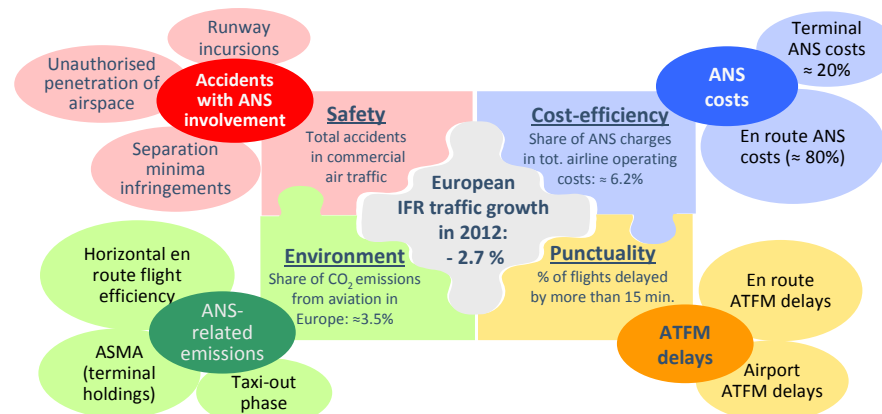 Runway
incursions
Unauthorised
penetration of
airspace
Accidents
with ANS
involvement
Separation
minima
infringements
Safety
Total accidents
in commercial
air traffic
Cost-efficiency
Share of ANS charges
in tot. airline operating
costs: ≈ 6.2%
ANS
costs
Terminal
ANS costs
≈ 20%
En route ANS
costs (≈ 80%)
European
IFR traffic growth
in 2012:
- 2.7 %
Environment
Share of CO₂ emissions
from aviation in
Europe: ≈3.5%
Horizontal en
route flight
efficiency
ANS-
related
emissions
ASMA
(terminal
holdings)
Taxi-out
phase
Punctuality
% of flights delayed
by more than 15 min.
ATFM
delays
En route
ATFM delays
Airport
ATFM delays